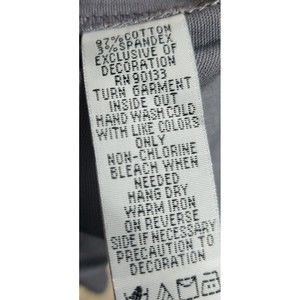 97% COTTON
3% SPANDEX
EXCLUSIVE OF
DECORATION
RN 90133
TURN GARMENT
INSIDE OUT
HAND WASH COLD
WITH LIKE COLORS
ONLY
NON-CHLORINE
BLEACH WHEN
NEEDED
HANG DRY
WARM IRON
ON REVERSE
SIDE IF NECESSARY
PRECAUTION TO
DECORATION